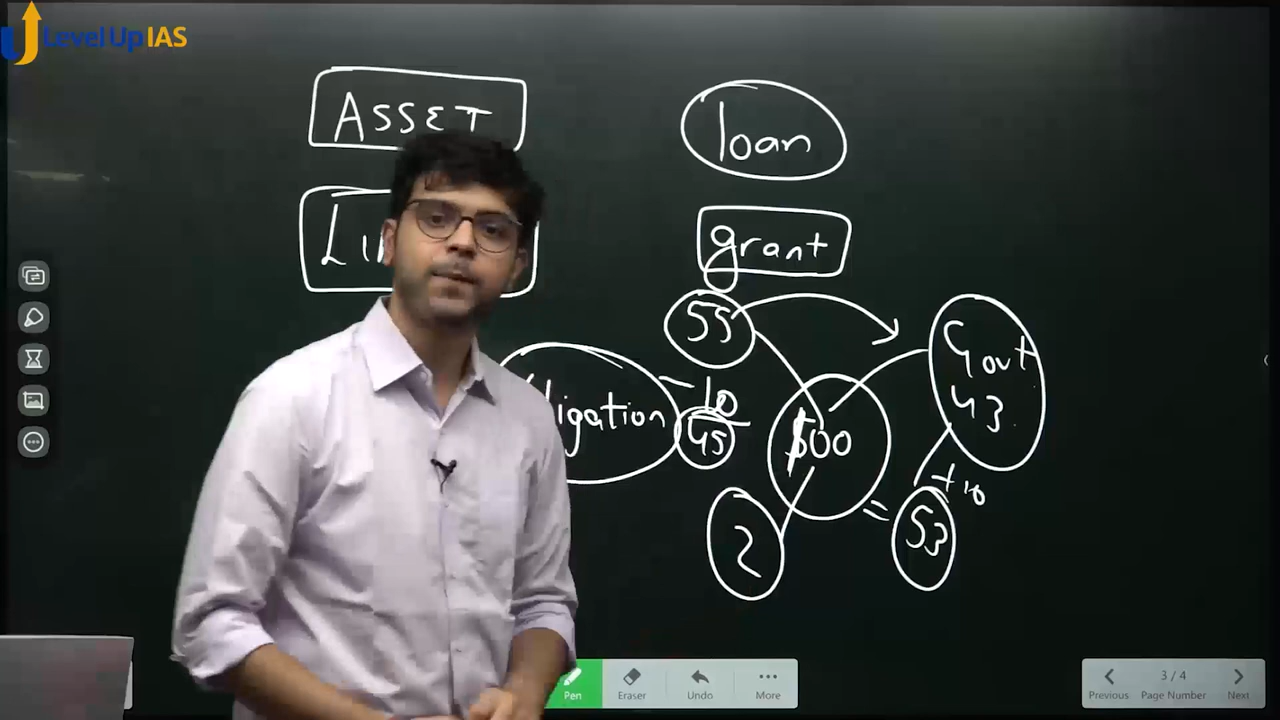 Level Up IAS
ASSET
loan
grant
55
Govt
43
-10
45
100
+10
= 53
2
Pen
Eraser
Undo
More
Previous
3 / 4
Page Number
Next